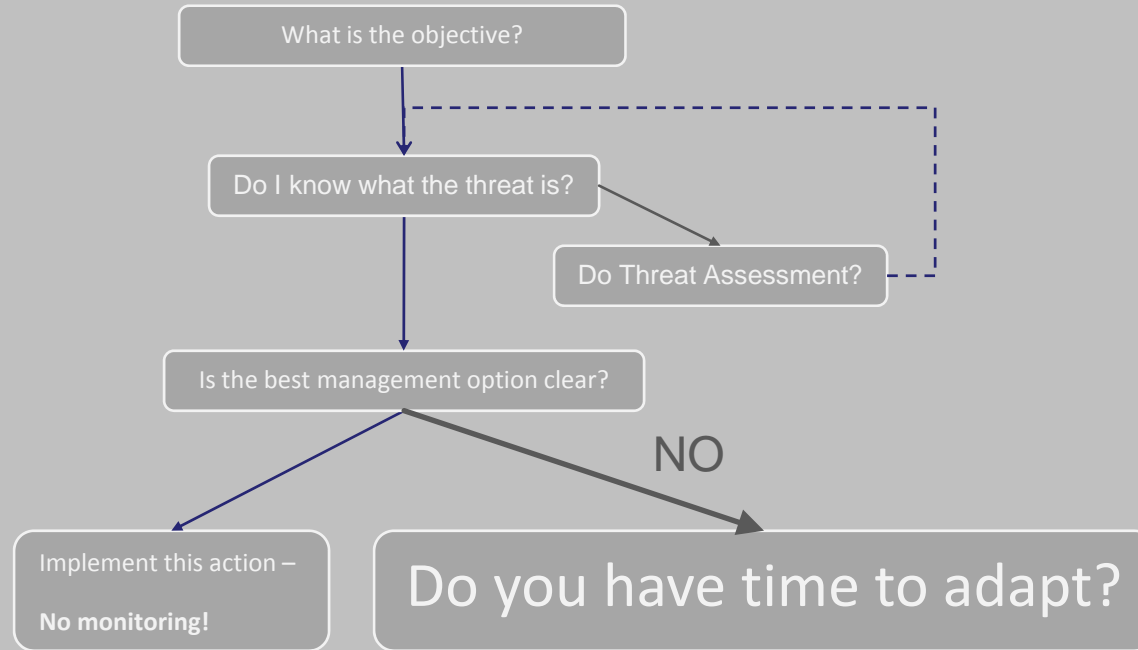 What is the objective?
Do I know what the threat is?
Do Threat Assessment?
Is the best management option clear?
NO
Implement this action –
No monitoring!
Do you have time to adapt?